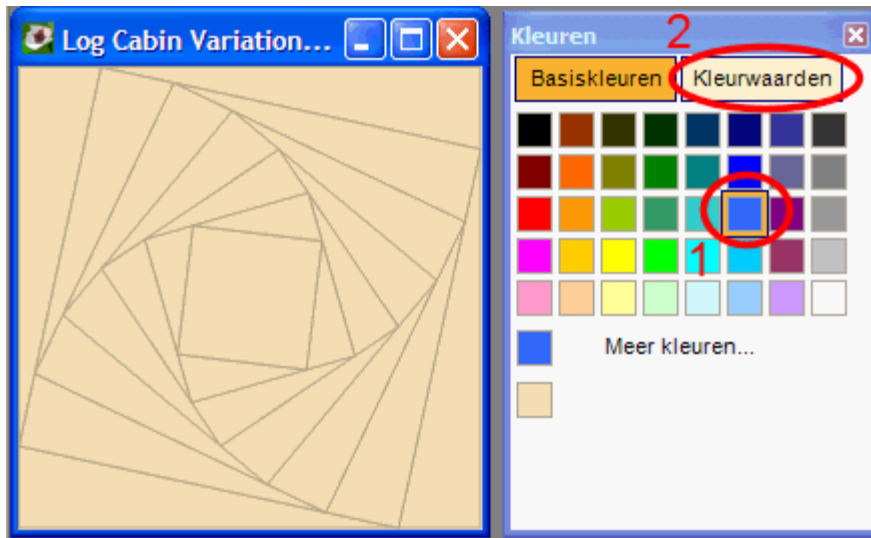 Log Cabin Variation...
Kleuren
2
Basiskleuren
Kleurwaarden
1
Meer kleuren...